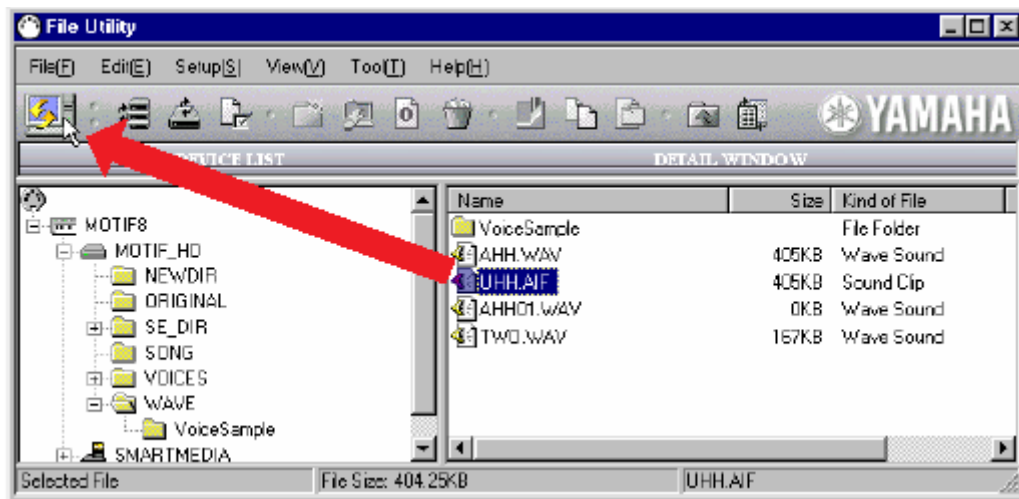 File Utility
File(F) Edit(E) Setup(S) View(V) Tool(T) Help(H)
YAMAHA
DEVICE LIST DETAIL WINDOW
Name Size Kind of File
MOTIF8
MOTIF_HD
NEWDIR
ORIGINAL
SE_DIR
SONG
VOICES
WAVE
VoiceSample
SMARTMEDIA
VoiceSample File Folder
AHH.WAV 405KB Wave Sound
UHH.AIF 405KB Sound Clip
AHH01.WAV 0KB Wave Sound
TWO.WAV 167KB Wave Sound
Selected File File Size: 404.25KB UHH.AIF